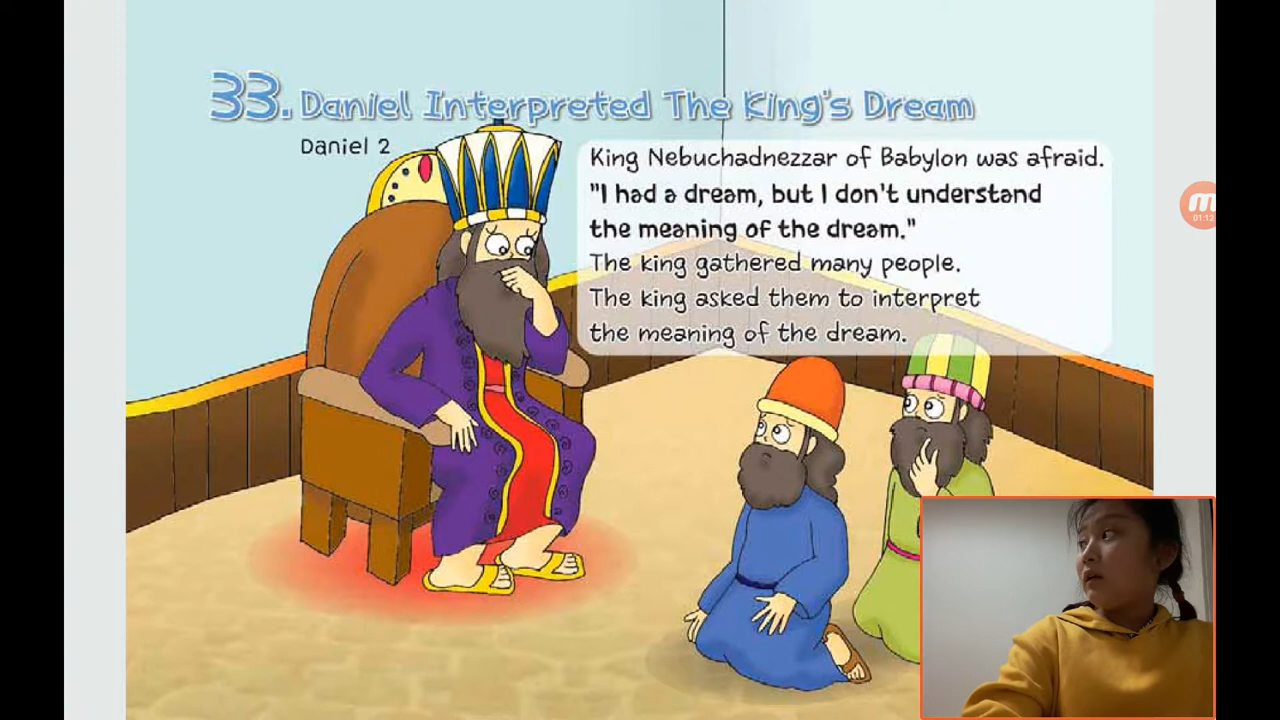 33. Daniel Interpreted The King's Dream
Daniel 2
King Nebuchadnezzar of Babylon was afraid.
"I had a dream, but I don't understand
the meaning of the dream."
The king gathered many people.
The king asked them to interpret
the meaning of the dream.
M
01:12